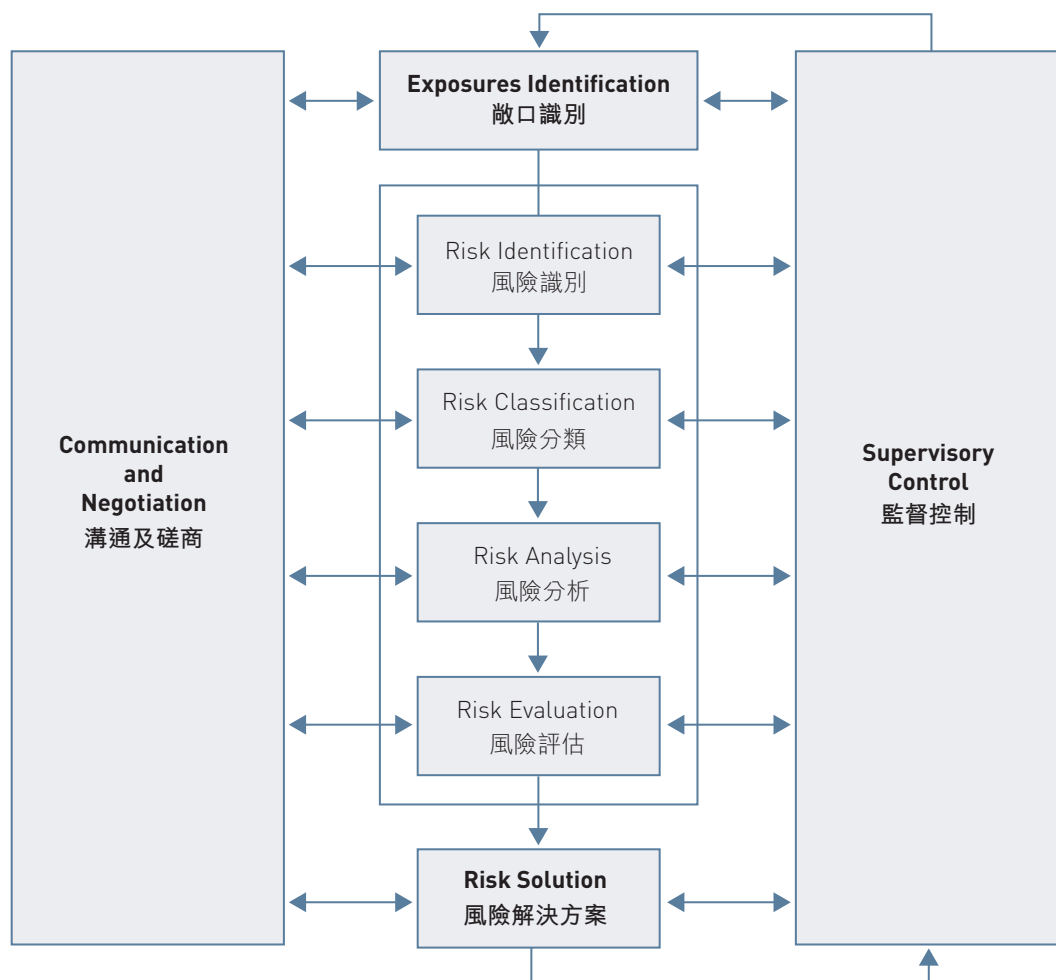 Exposures Identification
敞口識別
Risk Identification
風險識別
Risk Classification
風險分類
Communication
and
Negotiation
溝通及磋商
Supervisory
Control
監督控制
Risk Analysis
風險分析
Risk Evaluation
風險評估
Risk Solution
風險解決方案